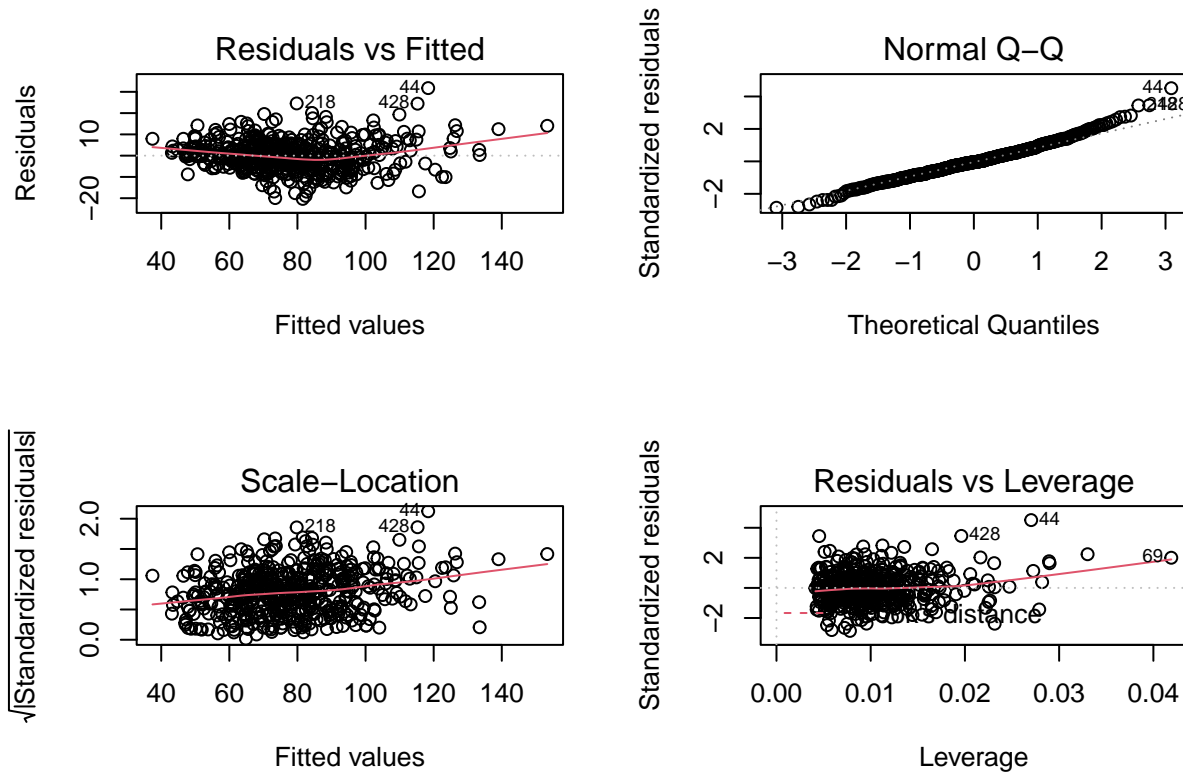 Residuals vs Fitted
Residuals
10
−20
44
218
428
40 60 80 100 120 140
Fitted values
Normal Q−Q
Standardized residuals
2
−2
44
428
−3 −2 −1 0 1 2 3
Theoretical Quantiles
Scale−Location
√|Standardized residuals|
2.0
1.0
0.0
44
218
428
40 60 80 100 120 140
Fitted values
Residuals vs Leverage
Standardized residuals
2
−2
44
428
69
distance
0.00 0.01 0.02 0.03 0.04
Leverage